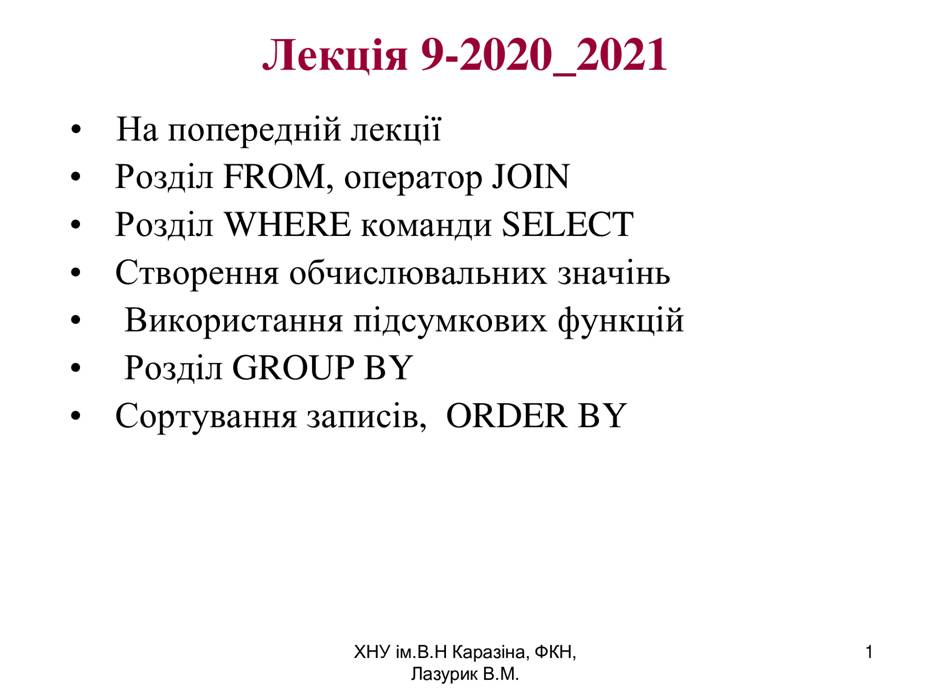 Лекція 9-2020_2021
• На попередній лекції
• Розділ FROM, оператор JOIN
• Розділ WHERE команди SELECT
• Створення обчислювальних значінь
• Використання підсумкових функцій
• Розділ GROUP BY
• Сортування записів, ORDER BY
ХНУ ім.В.Н Каразіна, ФКН,
Лазурик В.М.
1